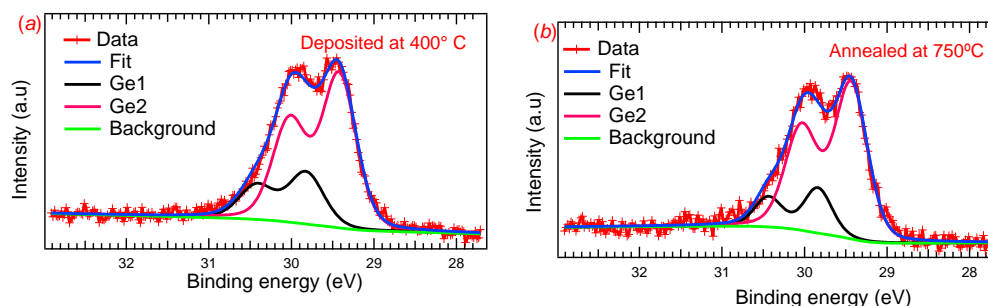 (a)
Data
Fit
Ge1
Ge2
Background
Deposited at 400° C
Intensity (a.u)
32
31
30
29
28
Binding energy (eV)
(b)
Data
Fit
Ge1
Ge2
Background
Annealed at 750ºC
Intensity (a.u)
32
31
30
29
28
Binding energy (eV)